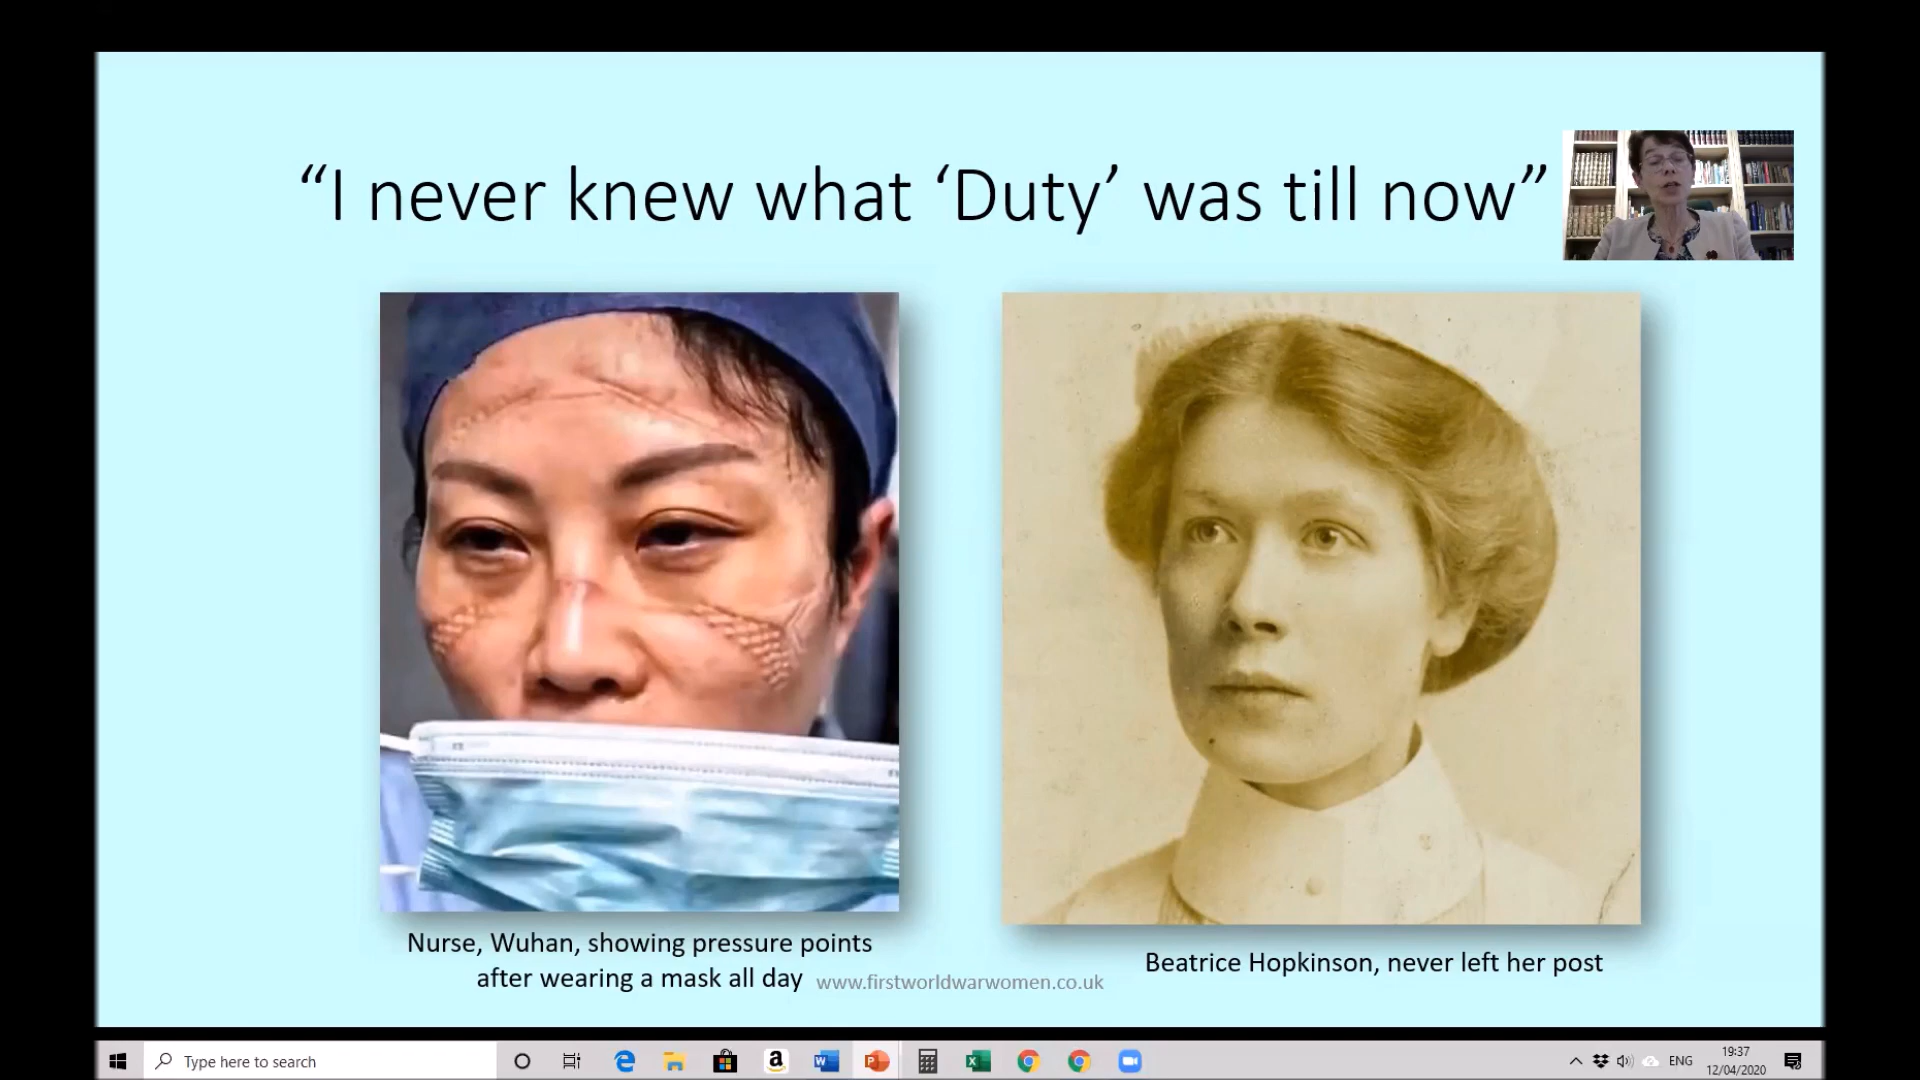 “I never knew what ‘Duty’ was till now”
Nurse, Wuhan, showing pressure points
after wearing a mask all day
www.firstworldwarwomen.co.uk
Beatrice Hopkinson, never left her post
Type here to search
ENG
19:37
12/04/2020